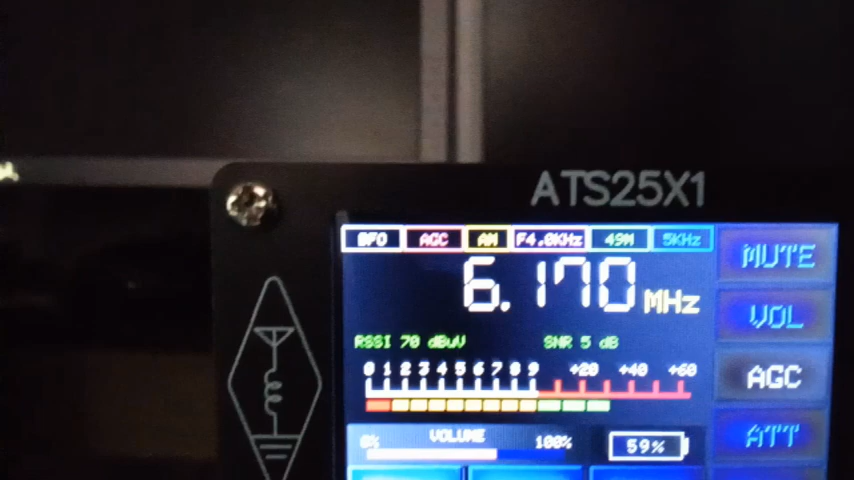 ATS25X1
BFO AGC AM F4.0KHz 49M 5KHz
MUTE
6.170 MHz
VOL
RSSI 70 dBuV SNR 5 dB
0 1 2 3 4 5 6 7 8 9 +20 +40 +60
AGC
0% VOLUME 100% 59%
ATT